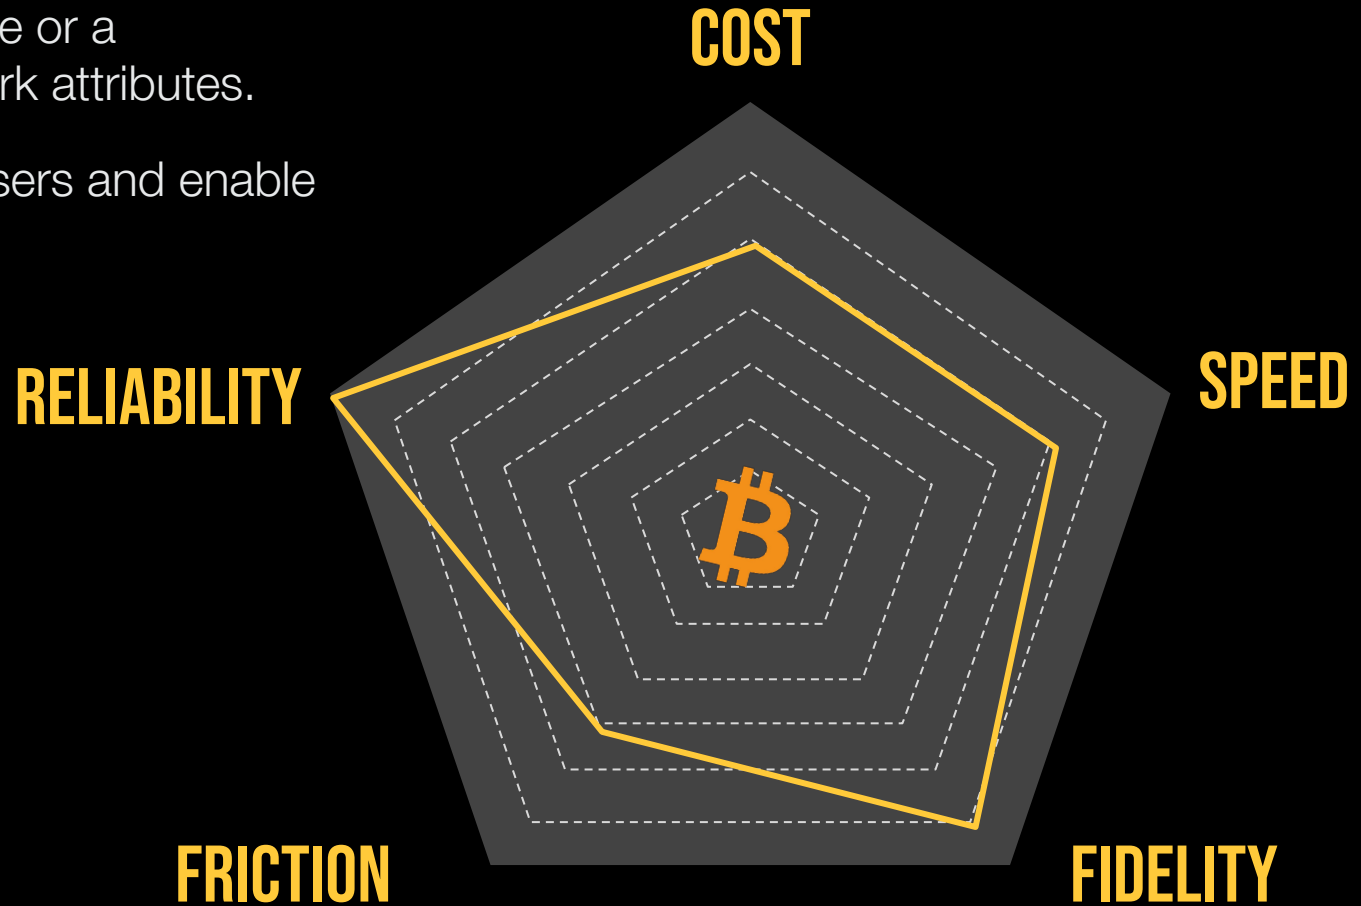 e or a
rk attributes.
sers and enable
COST
RELIABILITY
SPEED
FRICTION
FIDELITY